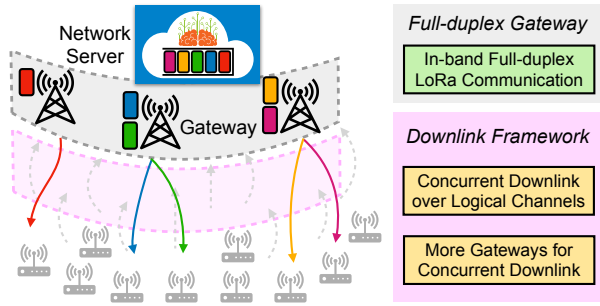 Network
Server
Gateway
Full-duplex Gateway
In-band Full-duplex
LoRa Communication
Downlink Framework
Concurrent Downlink
over Logical Channels
More Gateways for
Concurrent Downlink